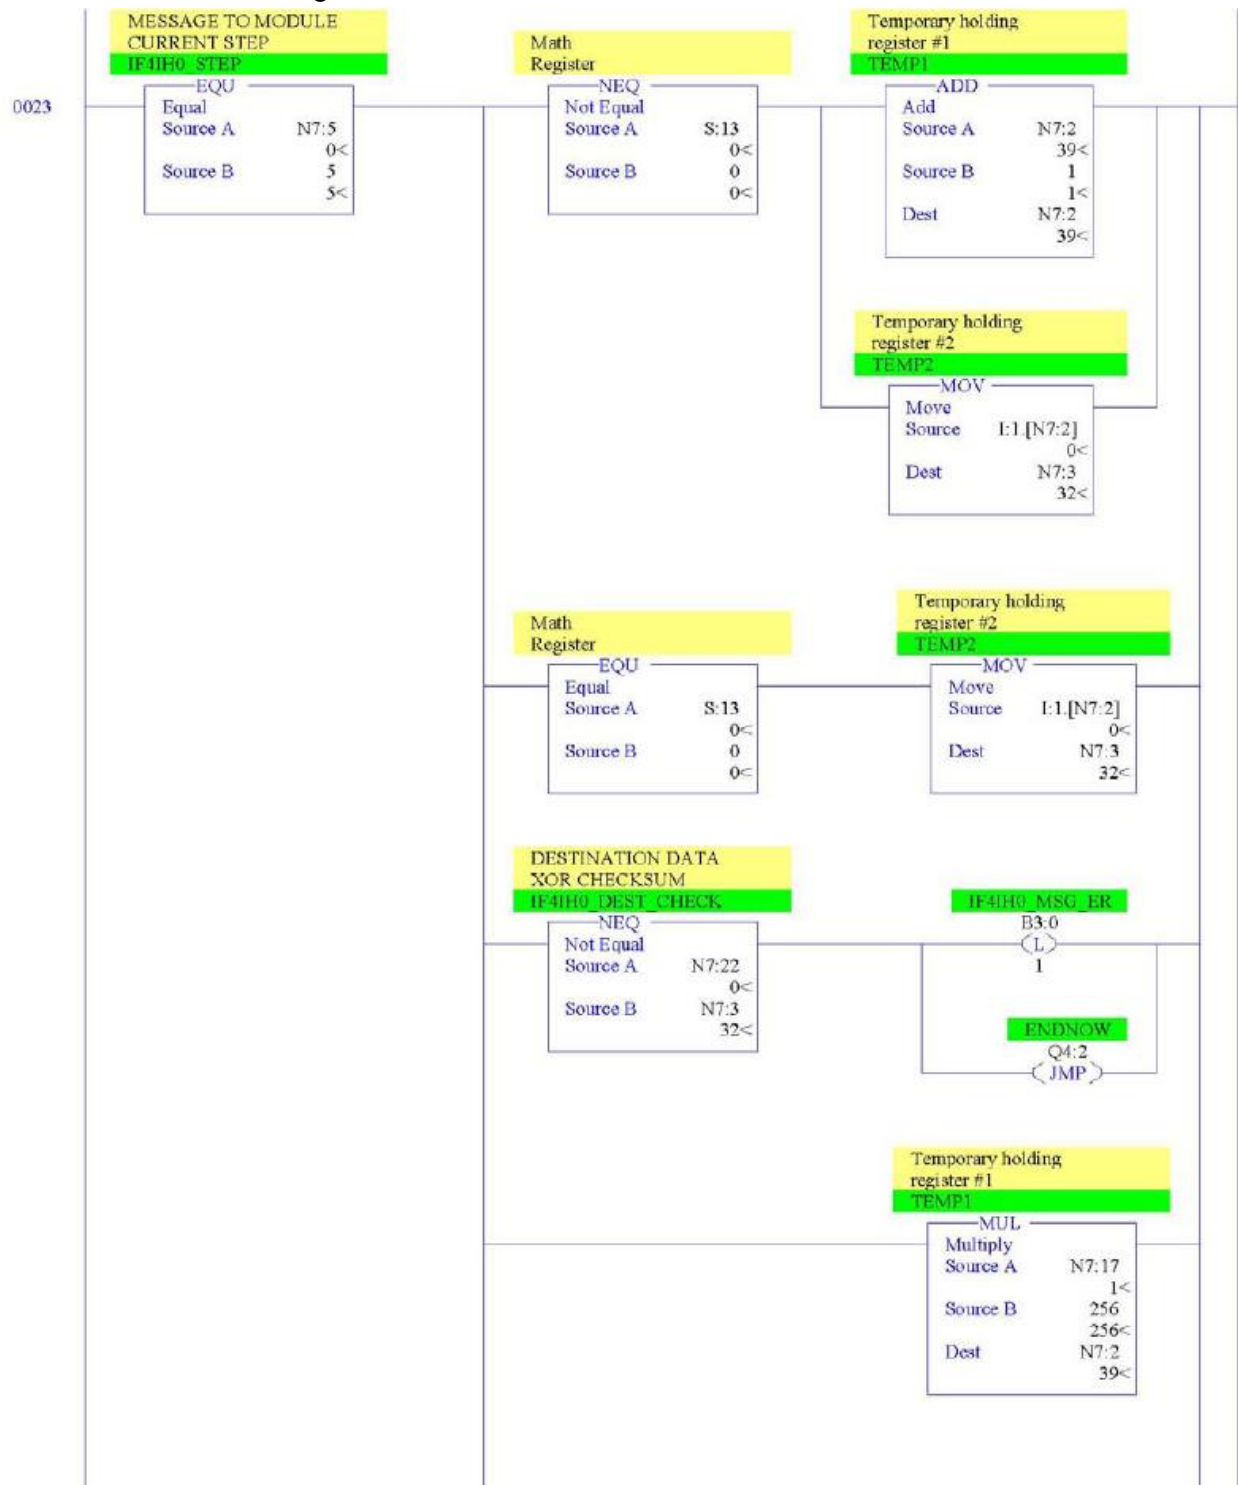 MESSAGE TO MODULE
CURRENT STEP
IF4IH0_STEP
EQU
Equal
Source A N7:5
0<
Source B 5
5<
0023
Math
Register
NEQ
Not Equal
Source A S:13
0<
Source B 0
0<
Temporary holding
register #1
TEMP1
ADD
Add
Source A N7:2
39<
Source B 1
1<
Dest N7:2
39<
Temporary holding
register #2
TEMP2
MOV
Move
Source I:1.[N7:2]
0<
Dest N7:3
32<
Math
Register
EQU
Equal
Source A S:13
0<
Source B 0
0<
Temporary holding
register #2
TEMP2
MOV
Move
Source I:1.[N7:2]
0<
Dest N7:3
32<
DESTINATION DATA
XOR CHECKSUM
IF4IH0_DEST_CHECK
NEQ
Not Equal
Source A N7:22
0<
Source B N7:3
32<
IF4IH0_MSG_ER
B3:0
L
1
ENDNOW
Q4:2
JMP
Temporary holding
register #1
TEMP1
MUL
Multiply
Source A N7:17
1<
Source B 256
256<
Dest N7:2
39<